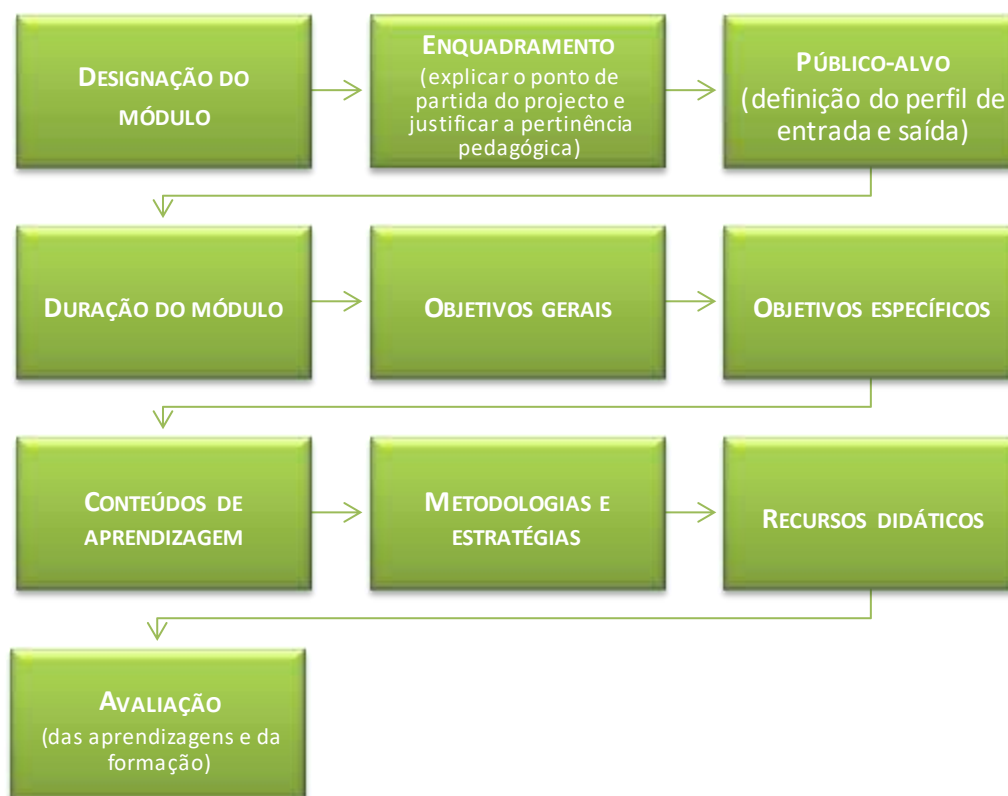 DESIGNAÇÃO DO
MÓDULO
ENQUADRAMENTO
(explicar o ponto de
partida do projecto e
justificar a pertinência
pedagógica)
PÚBLICO-ALVO
(definição do perfil de
entrada e saída)
DURAÇÃO DO MÓDULO
OBJETIVOS GERAIS
OBJETIVOS ESPECÍFICOS
CONTEÚDOS DE
APRENDIZAGEM
METODOLOGIAS E
ESTRATÉGIAS
RECURSOS DIDÁTICOS
AVALIAÇÃO
(das aprendizagens e da
formação)